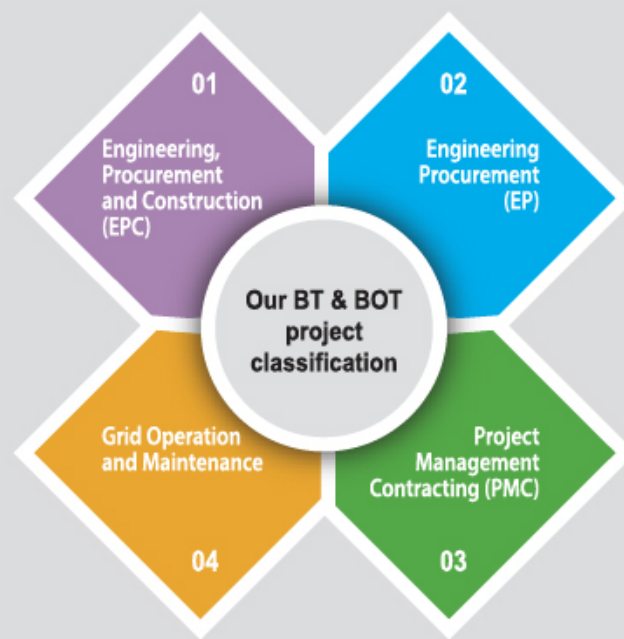 01
Engineering,
Procurement
and Construction
(EPC)
02
Engineering
Procurement
(EP)
Our BT & BOT
project
classification
Grid Operation
and Maintenance
04
Project
Management
Contracting (PMC)
03